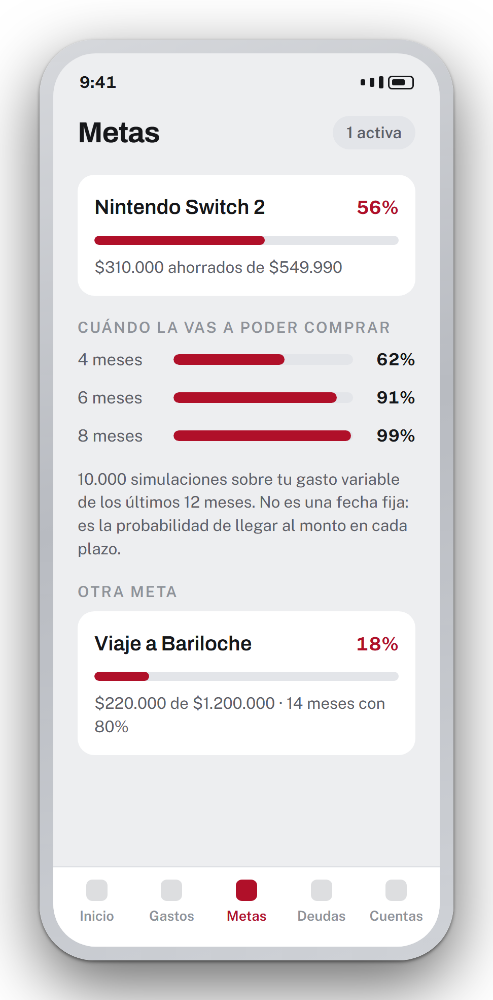 9:41
Metas
1 activa
Nintendo Switch 2
56%
$310.000 ahorrados de $549.990
CUÁNDO LA VAS A PODER COMPRAR
4 meses
62%
6 meses
91%
8 meses
99%
10.000 simulaciones sobre tu gasto variable
de los últimos 12 meses. No es una fecha fija:
es la probabilidad de llegar al monto en cada
plazo.
OTRA META
Viaje a Bariloche
18%
$220.000 de $1.200.000 · 14 meses con
80%
Inicio
Gastos
Metas
Deudas
Cuentas